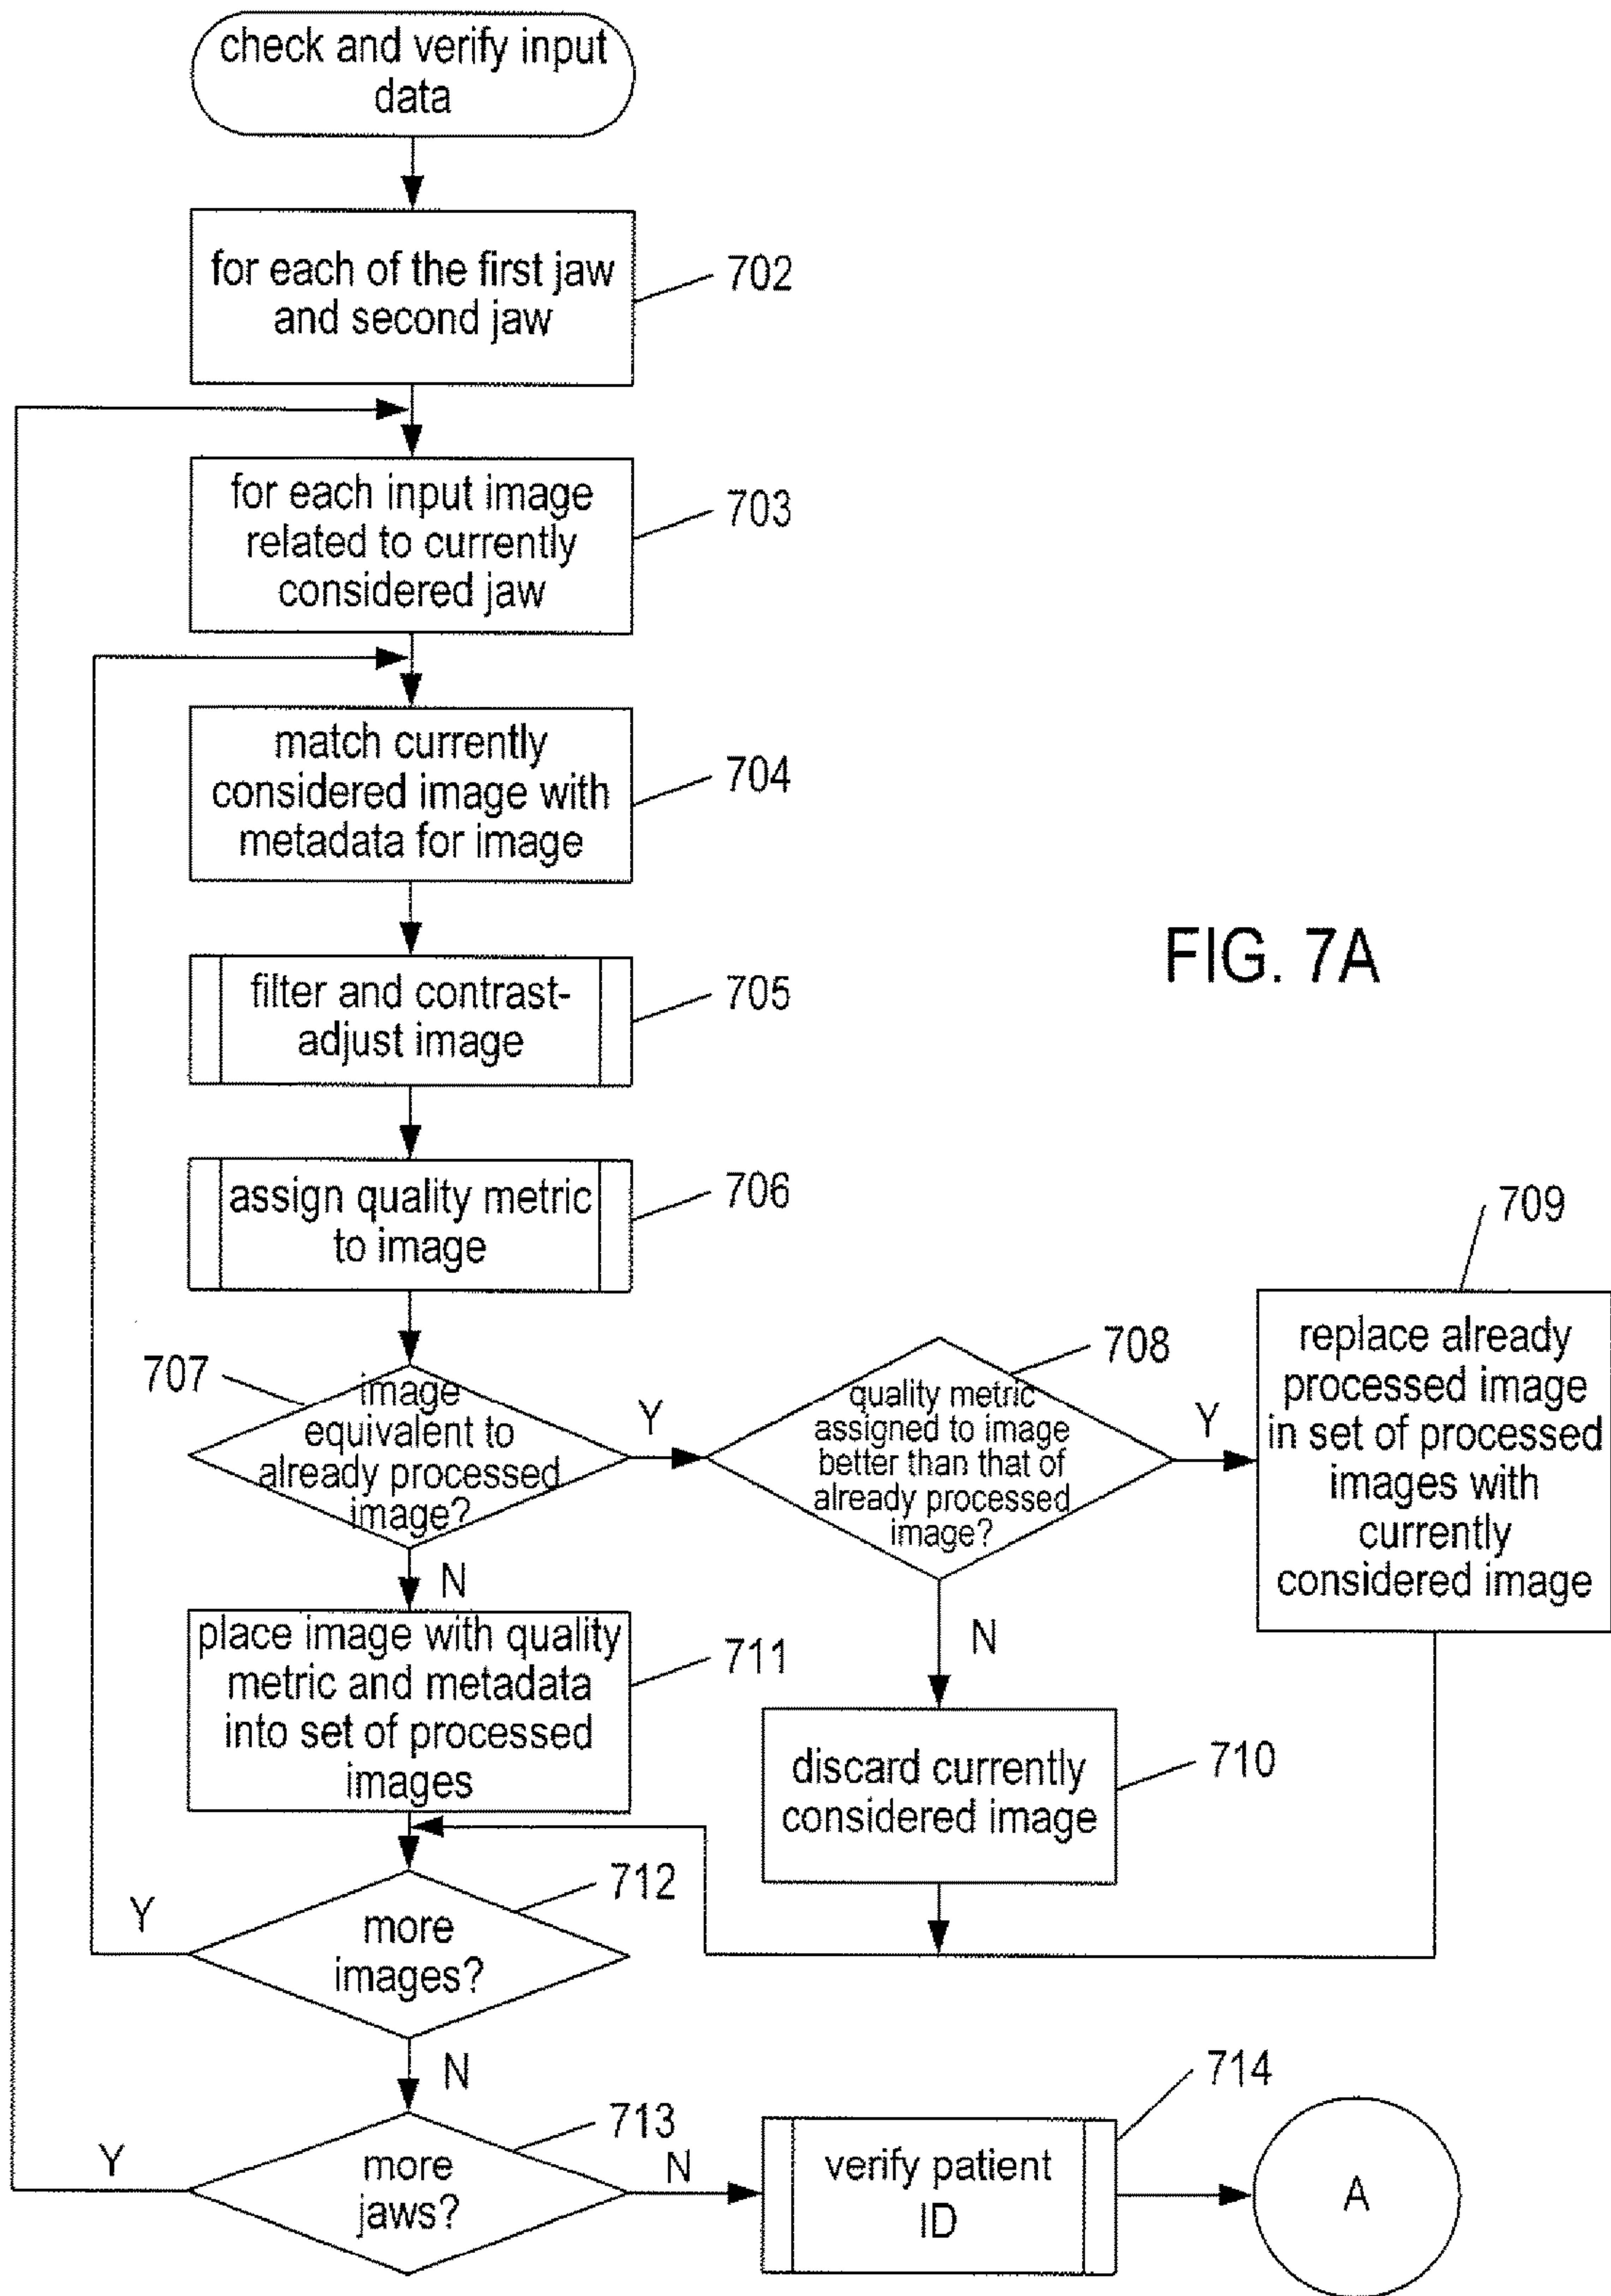 check and verify input
data
for each of the first jaw
and second jaw
702
for each input image
related to currently
considered jaw
703
match currently
considered image with
metadata for image
704
filter and contrast-
adjust image
705
FIG. 7A
assign quality metric
to image
706
707
image
equivalent to
already processed
image?
Y
N
708
quality metric
assigned to image
better than that of
already processed
image?
Y
N
709
replace already
processed image
in set of processed
images with
currently
considered image
place image with quality
metric and metadata
into set of processed
images
711
discard currently
considered image
710
712
more
images?
Y
N
713
more
jaws?
Y
N
714
verify patient
ID
A